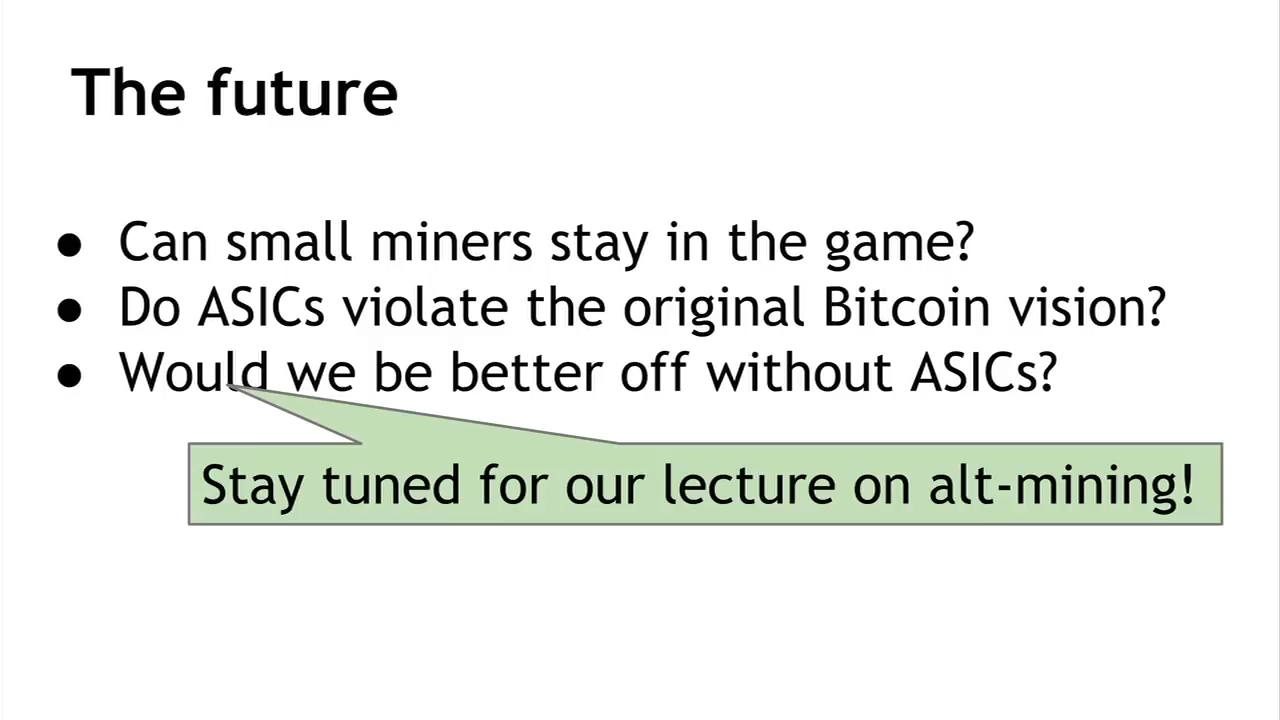 The future
● Can small miners stay in the game?
● Do ASICs violate the original Bitcoin vision?
● Would we be better off without ASICs?
Stay tuned for our lecture on alt-mining!